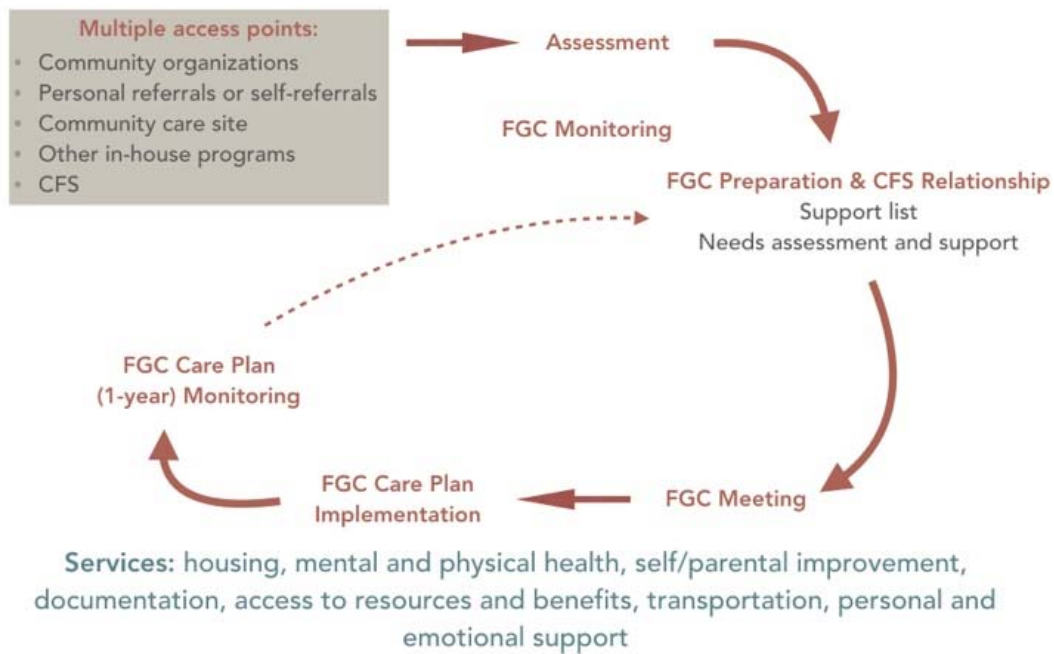 Multiple access points:
• Community organizations
• Personal referrals or self-referrals
• Community care site
• Other in-house programs
• CFS
Assessment
FGC Monitoring
FGC Preparation & CFS Relationship
Support list
Needs assessment and support
FGC Care Plan
(1-year) Monitoring
FGC Care Plan
Implementation
FGC Meeting
Services: housing, mental and physical health, self/parental improvement,
documentation, access to resources and benefits, transportation, personal and
emotional support